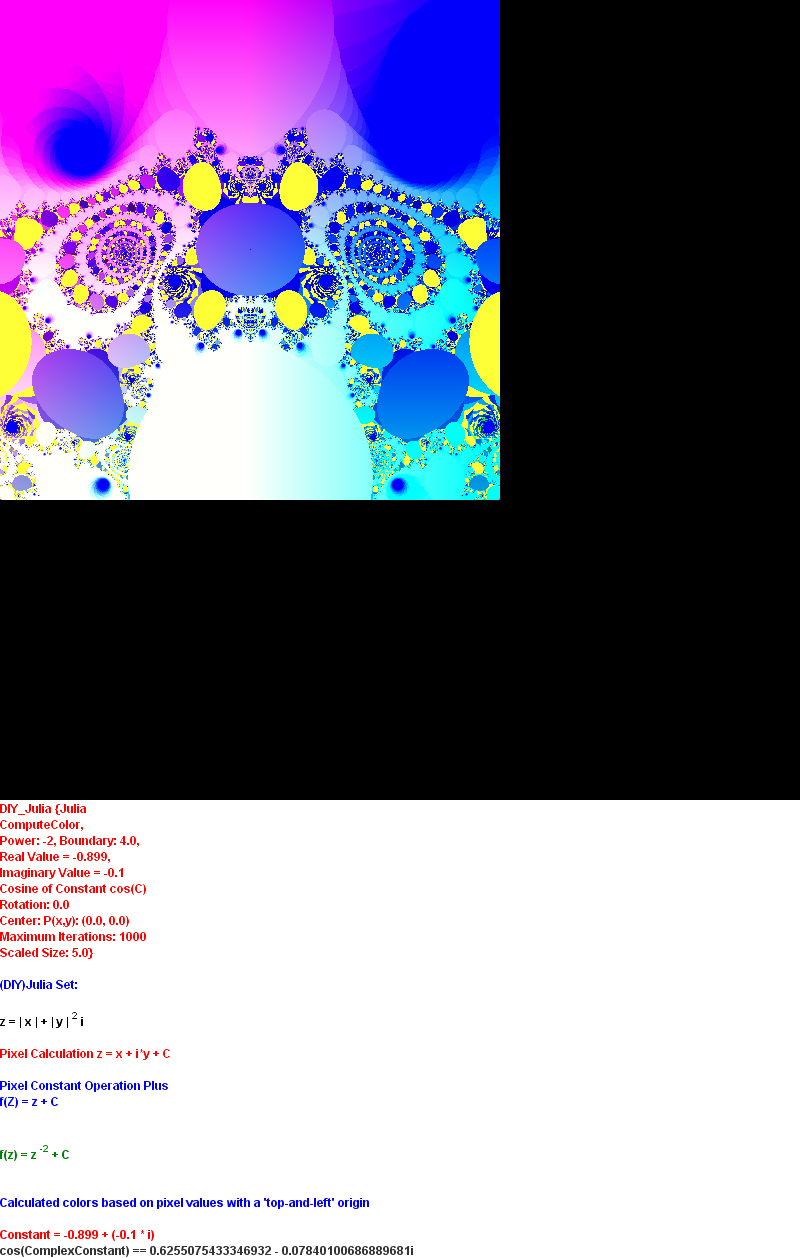 DIY_Julia {Julia
ComputeColor,
Power: -2, Boundary: 4.0,
Real Value = -0.899,
Imaginary Value = -0.1
Cosine of Constant cos(C)
Rotation: 0.0
Center: P(x,y): (0.0, 0.0)
Maximum Iterations: 1000
Scaled Size: 5.0}
(DIY)Julia Set:
z = | x | + | y | ² i
Pixel Calculation z = x + i*y + C
Pixel Constant Operation Plus
f(Z) = z + C
f(z) = z ⁻² + C
Calculated colors based on pixel values with a 'top-and-left' origin
Constant = -0.899 + (-0.1 * i)
cos(ComplexConstant) == 0.6255075433346932 - 0.07840100686889681i